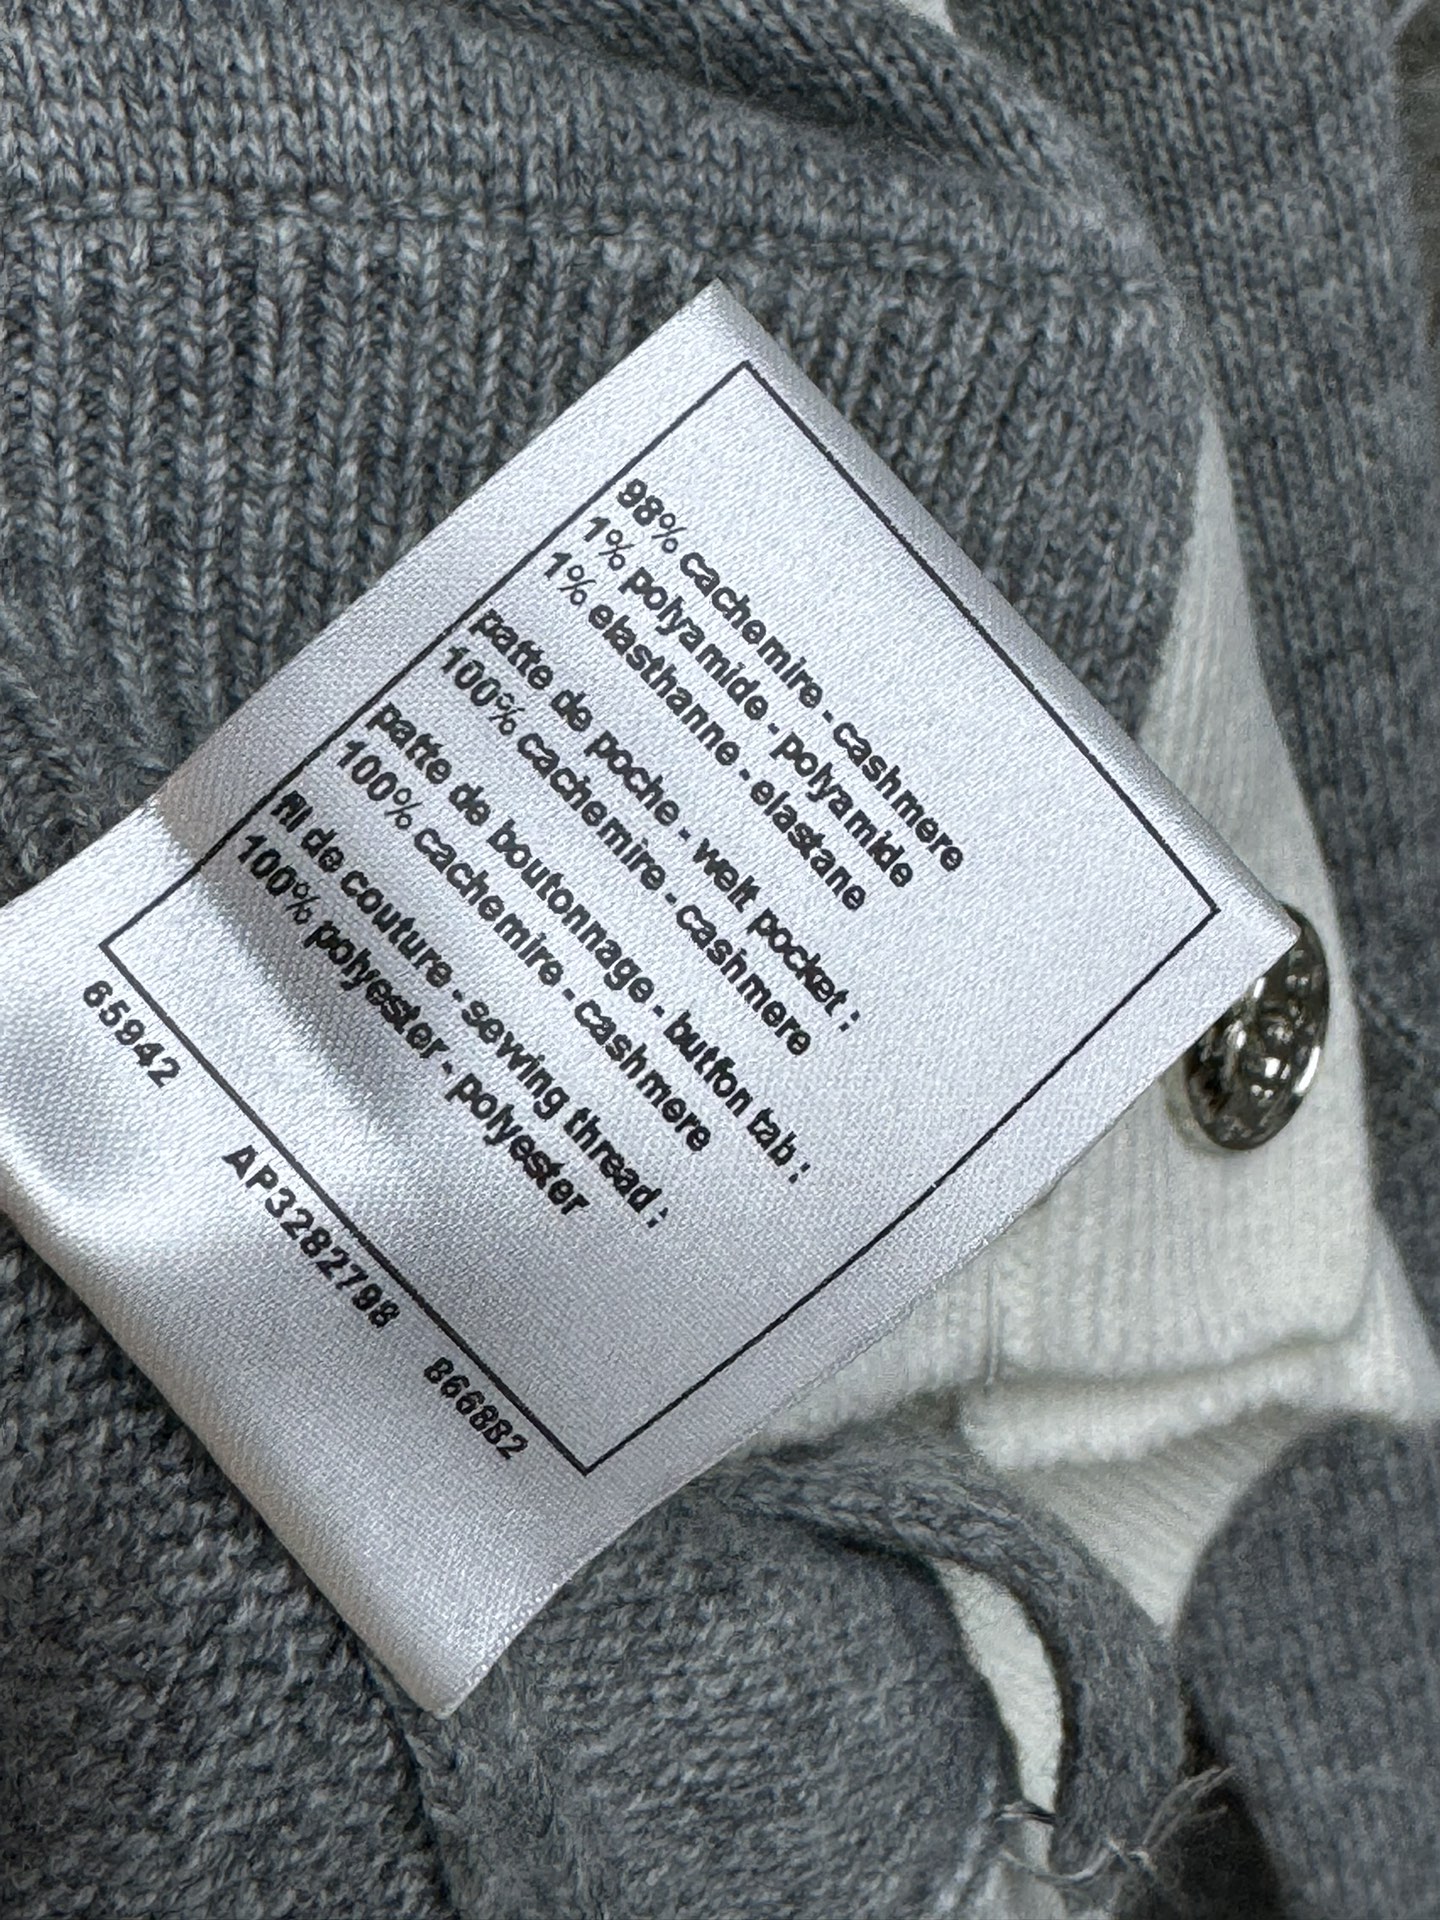 98% cachemire - cashmere
1% polyamide - polyamide
1% elasthanne - elastane
patte de poche - welt pocket :
100% cachemire - cashmere
patte de boutonnage - button tab :
100% cachemire - cashmere
fil de couture - sewing thread :
100% polyester - polyester
65942 AP3282798 866882